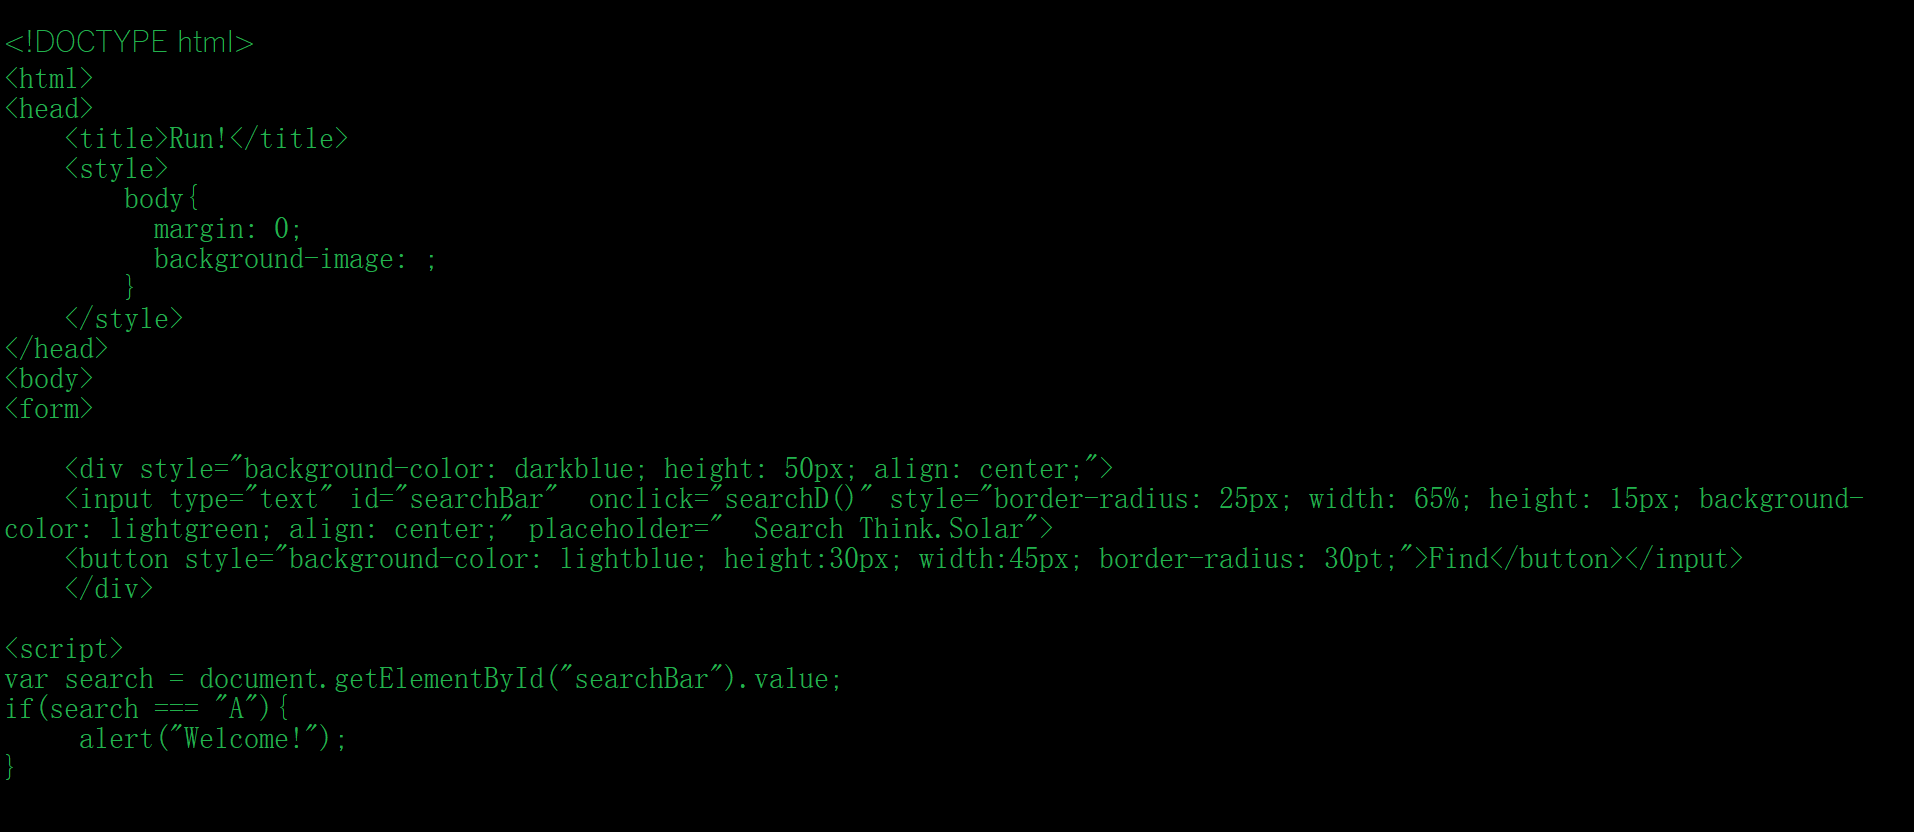 <!DOCTYPE html>
<html>
<head>
    <title>Run!</title>
    <style>
        body{
          margin: 0;
          background-image: ;
        }
    </style>
</head>
<body>
<form>

    <div style="background-color: darkblue; height: 50px; align: center;">
    <input type="text" id="searchBar"  onclick="searchD()" style="border-radius: 25px; width: 65%; height: 15px; background-
color: lightgreen; align: center;" placeholder="  Search Think.Solar">
    <button style="background-color: lightblue; height:30px; width:45px; border-radius: 30pt;">Find</button></input>
    </div>

<script>
var search = document.getElementById("searchBar").value;
if(search === "A"){
     alert("Welcome!");
}